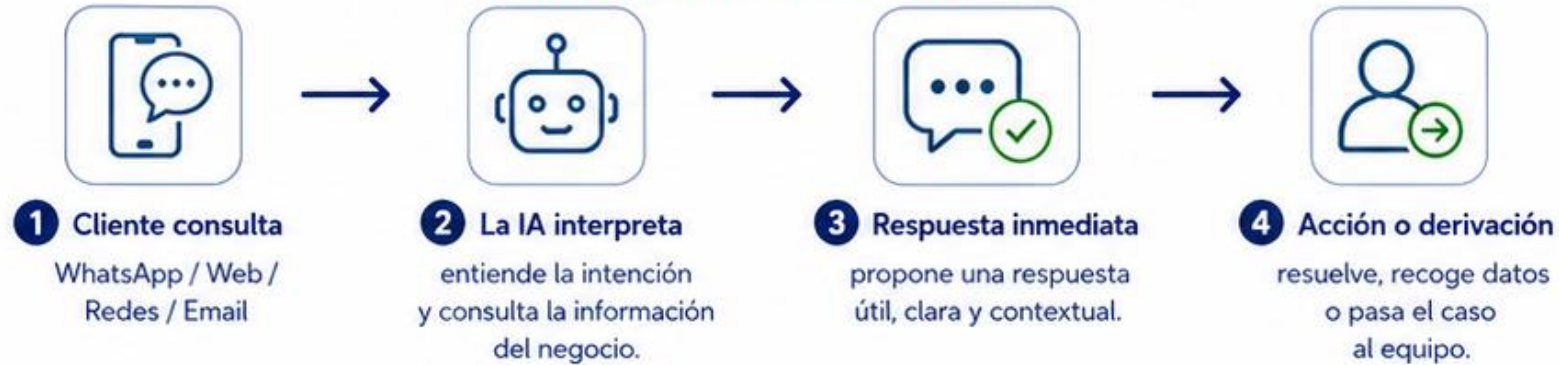 1 Cliente consulta
WhatsApp / Web /
Redes / Email
2 La IA interpreta
entiende la intención
y consulta la información
del negocio.
3 Respuesta inmediata
propone una respuesta
útil, clara y contextual.
4 Acción o derivación
resuelve, recoge datos
o pasa el caso
al equipo.